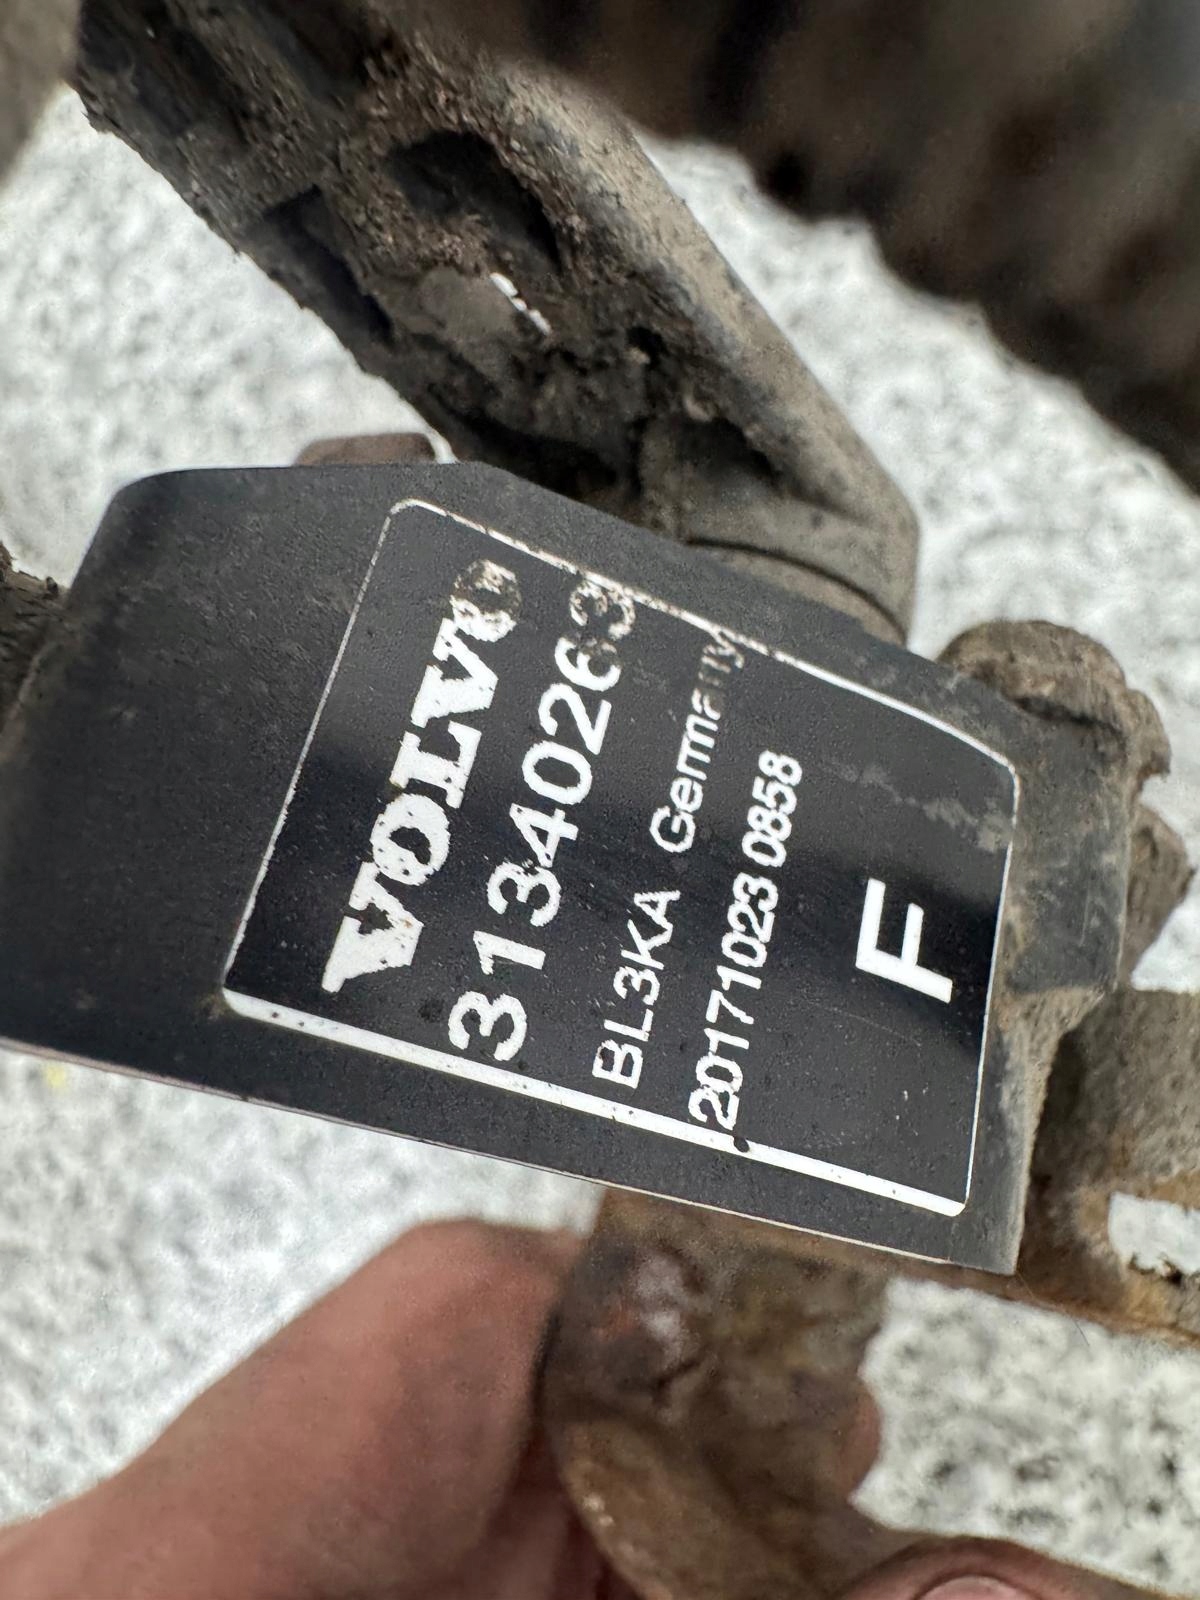 VOLVO
31340263
BL3KA Germany
20171023 0858
F